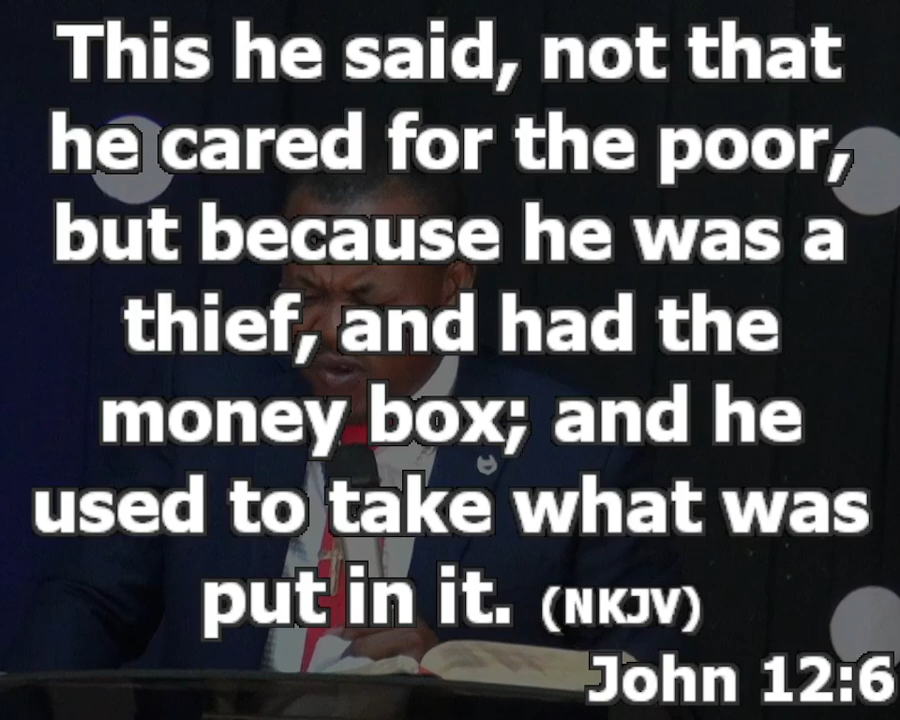 This he said, not that
he cared for the poor,
but because he was a
thief, and had the
money box; and he
used to take what was
put in it. (NKJV)
John 12:6